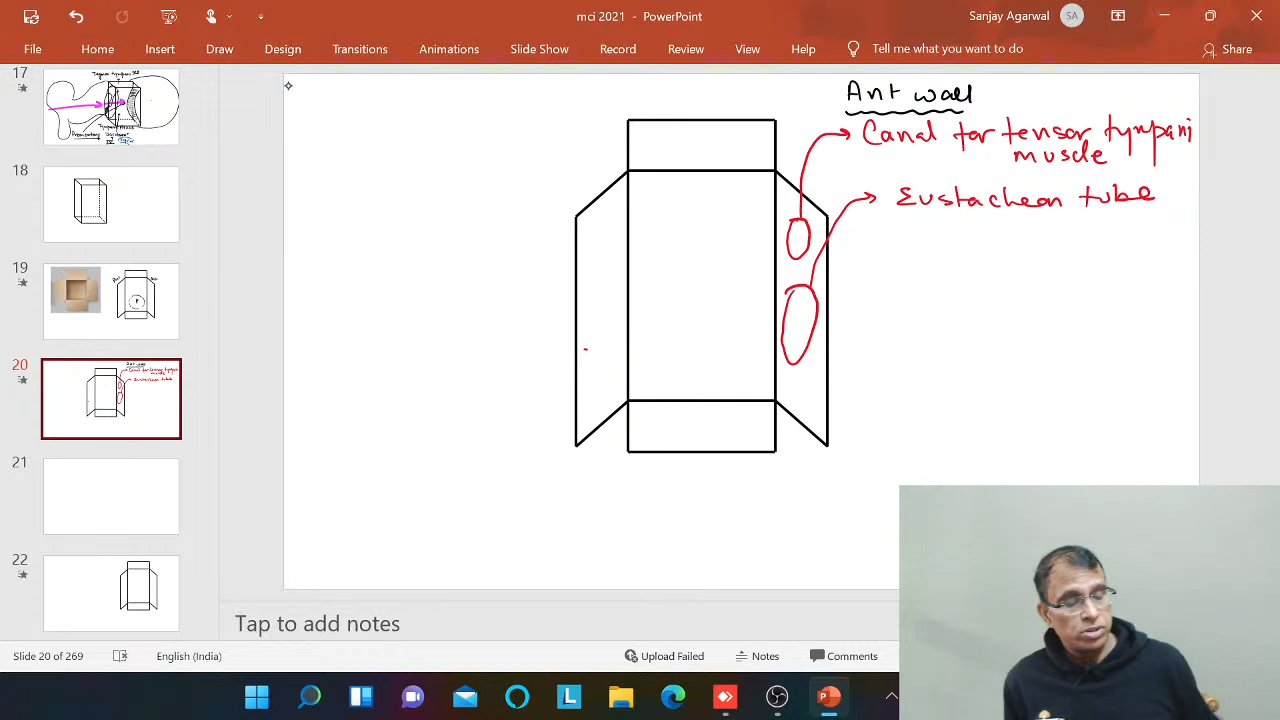 mci 2021 - PowerPoint
Sanjay Agarwal
SA
File Home Insert Draw Design Transitions Animations Slide Show Record Review View Help Tell me what you want to do Share
17
18
19
20
21
22
Ant wall
Canal for tensor tympani
muscle
Eustachean tube
Tap to add notes
Slide 20 of 269 English (India) Upload Failed Notes Comments
L